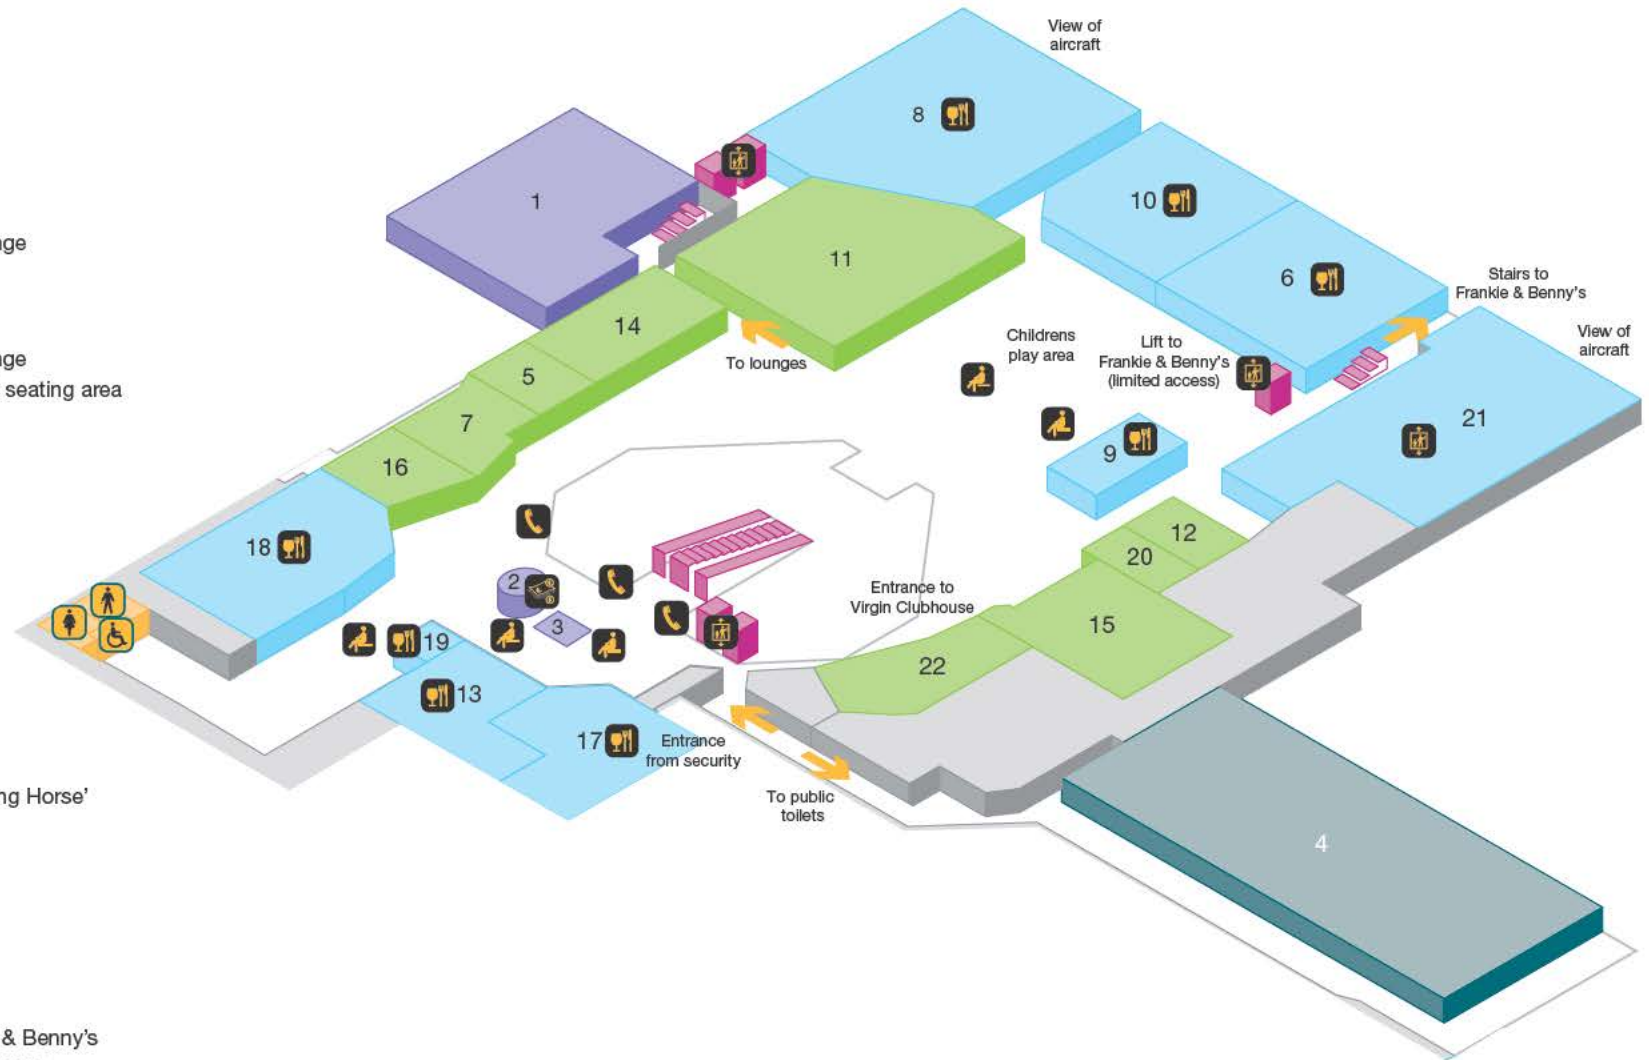 View of
aircraft
8
1
10
nge
11
6
Stairs to
Frankie & Benny's
14
Childrens
play area
Lift to
Frankie & Benny's
(limited access)
View of
aircraft
To lounges
nge
5
seating area
7
21
9
16
12
18
20
2
Entrance to
Virgin Clubhouse
3
15
19
22
13
17
Entrance
from security
ng Horse'
To public
toilets
4
& Benny's